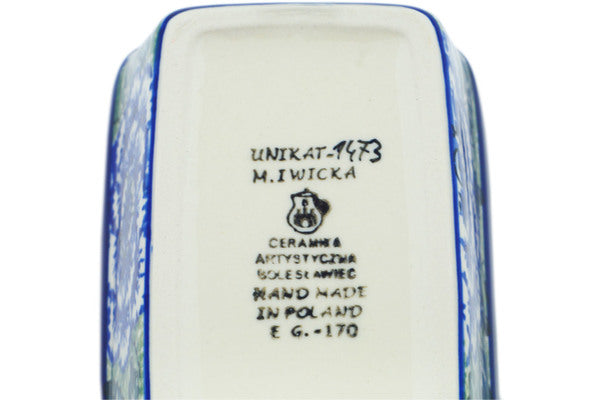 UNIKAT-1473
M.IWICKA
CERAMIKA
ARTYSTYCZNA
BOLESŁAWIEC
HAND MADE
IN POLAND
E G.-170